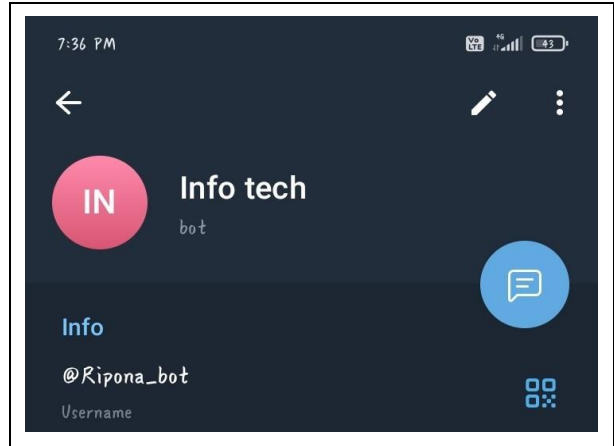 7:36 PM
Vo LTE 4G 43
IN
Info tech
bot
Info
@Ripona_bot
Username